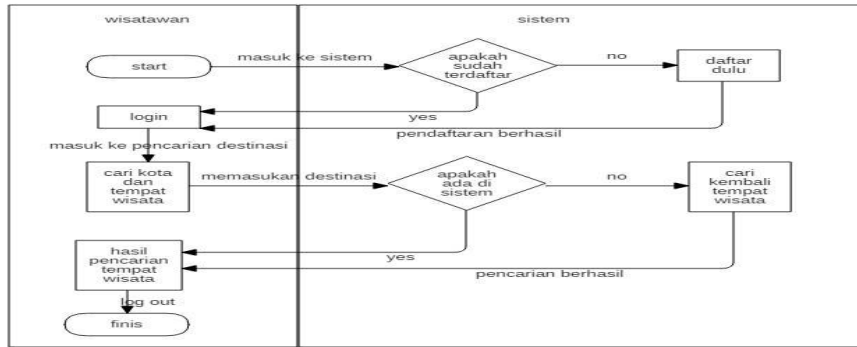 wisatawan
sistem
start
masuk ke sistem
apakah
sudah
terdaftar
no
daftar
dulu
login
yes
pendaftaran berhasil
masuk ke pencarian destinasi
cari kota
dan
tempat
wisata
memasukan destinasi
apakah
ada di
sistem
no
cari
kembali
tempat
wisata
hasil
pencarian
tempat
wisata
yes
pencarian berhasil
log out
finis